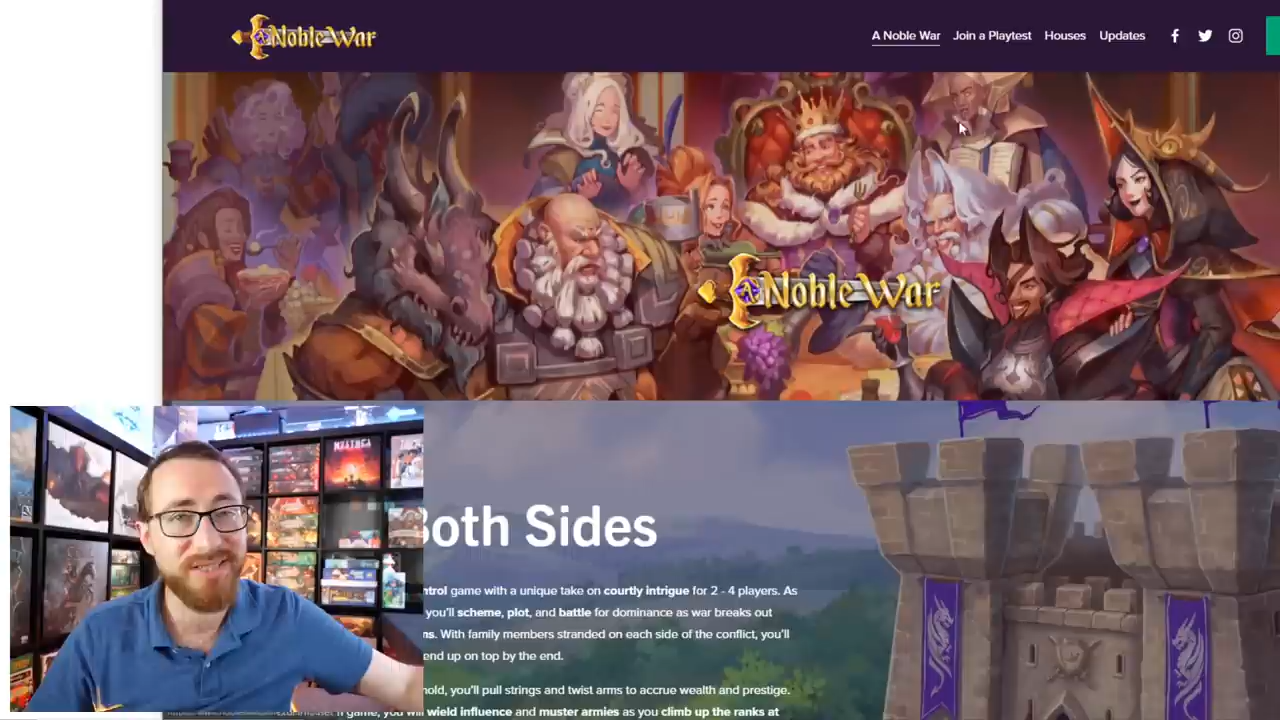 A Noble War
A Noble War
Join a Playtest
Houses
Updates
A Noble War
Both Sides
ntrol game with a unique take on courtly intrigue for 2 - 4 players. As
you'll scheme, plot, and battle for dominance as war breaks out
ms. With family members stranded on each side of the conflict, you'll
end up on top by the end.
hold, you'll pull strings and twist arms to accrue wealth and prestige.
n game, you will wield influence and muster armies as you climb up the ranks at